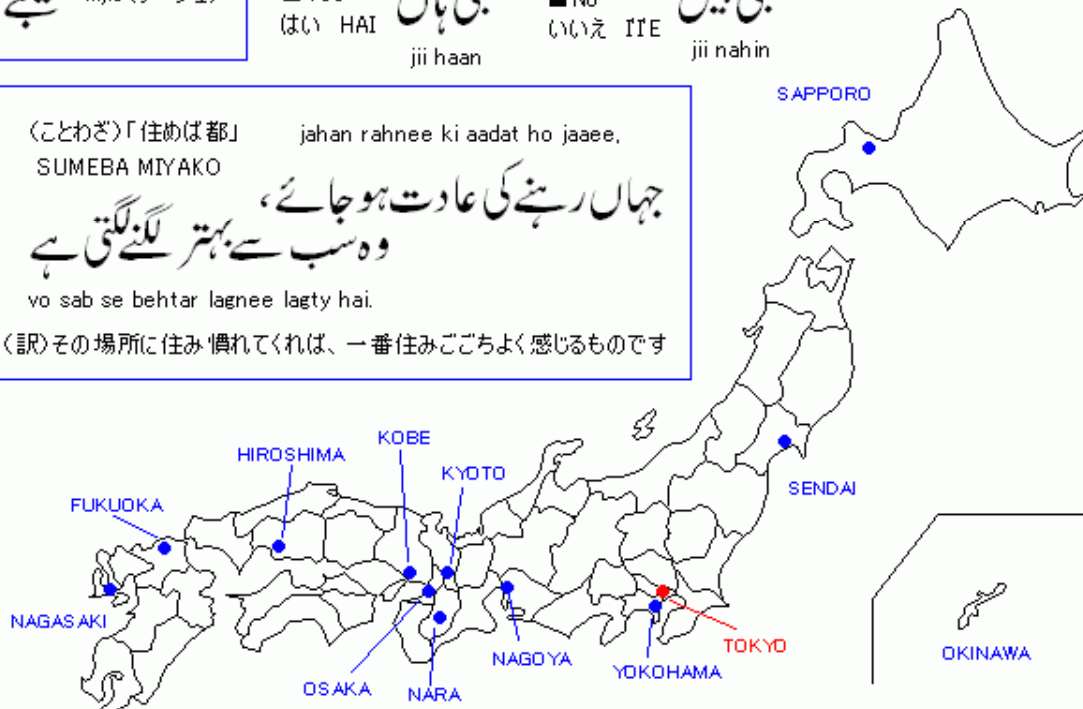 はい HAI
jii haan
■ No
いいえ IIE
jii nahin
〈ことわざ〉「住めば都」 jahan rahnee ki aadat ho jaaee,
SUMEBA MIYAKO
جہاں رہنے کی عادت ہو جائے،
وہ سب سے بہتر لگنے لگتی ہے
vo sab se behtar lagnee lagty hai.
〈訳〉その場所に住み慣れてくれば、一番住みごごちよく感じるものです
SAPPORO
SENDAI
KOBE
HIROSHIMA
KYOTO
FUKUOKA
NAGASAKI
OSAKA
NARA
NAGOYA
YOKOHAMA
TOKYO
OKINAWA